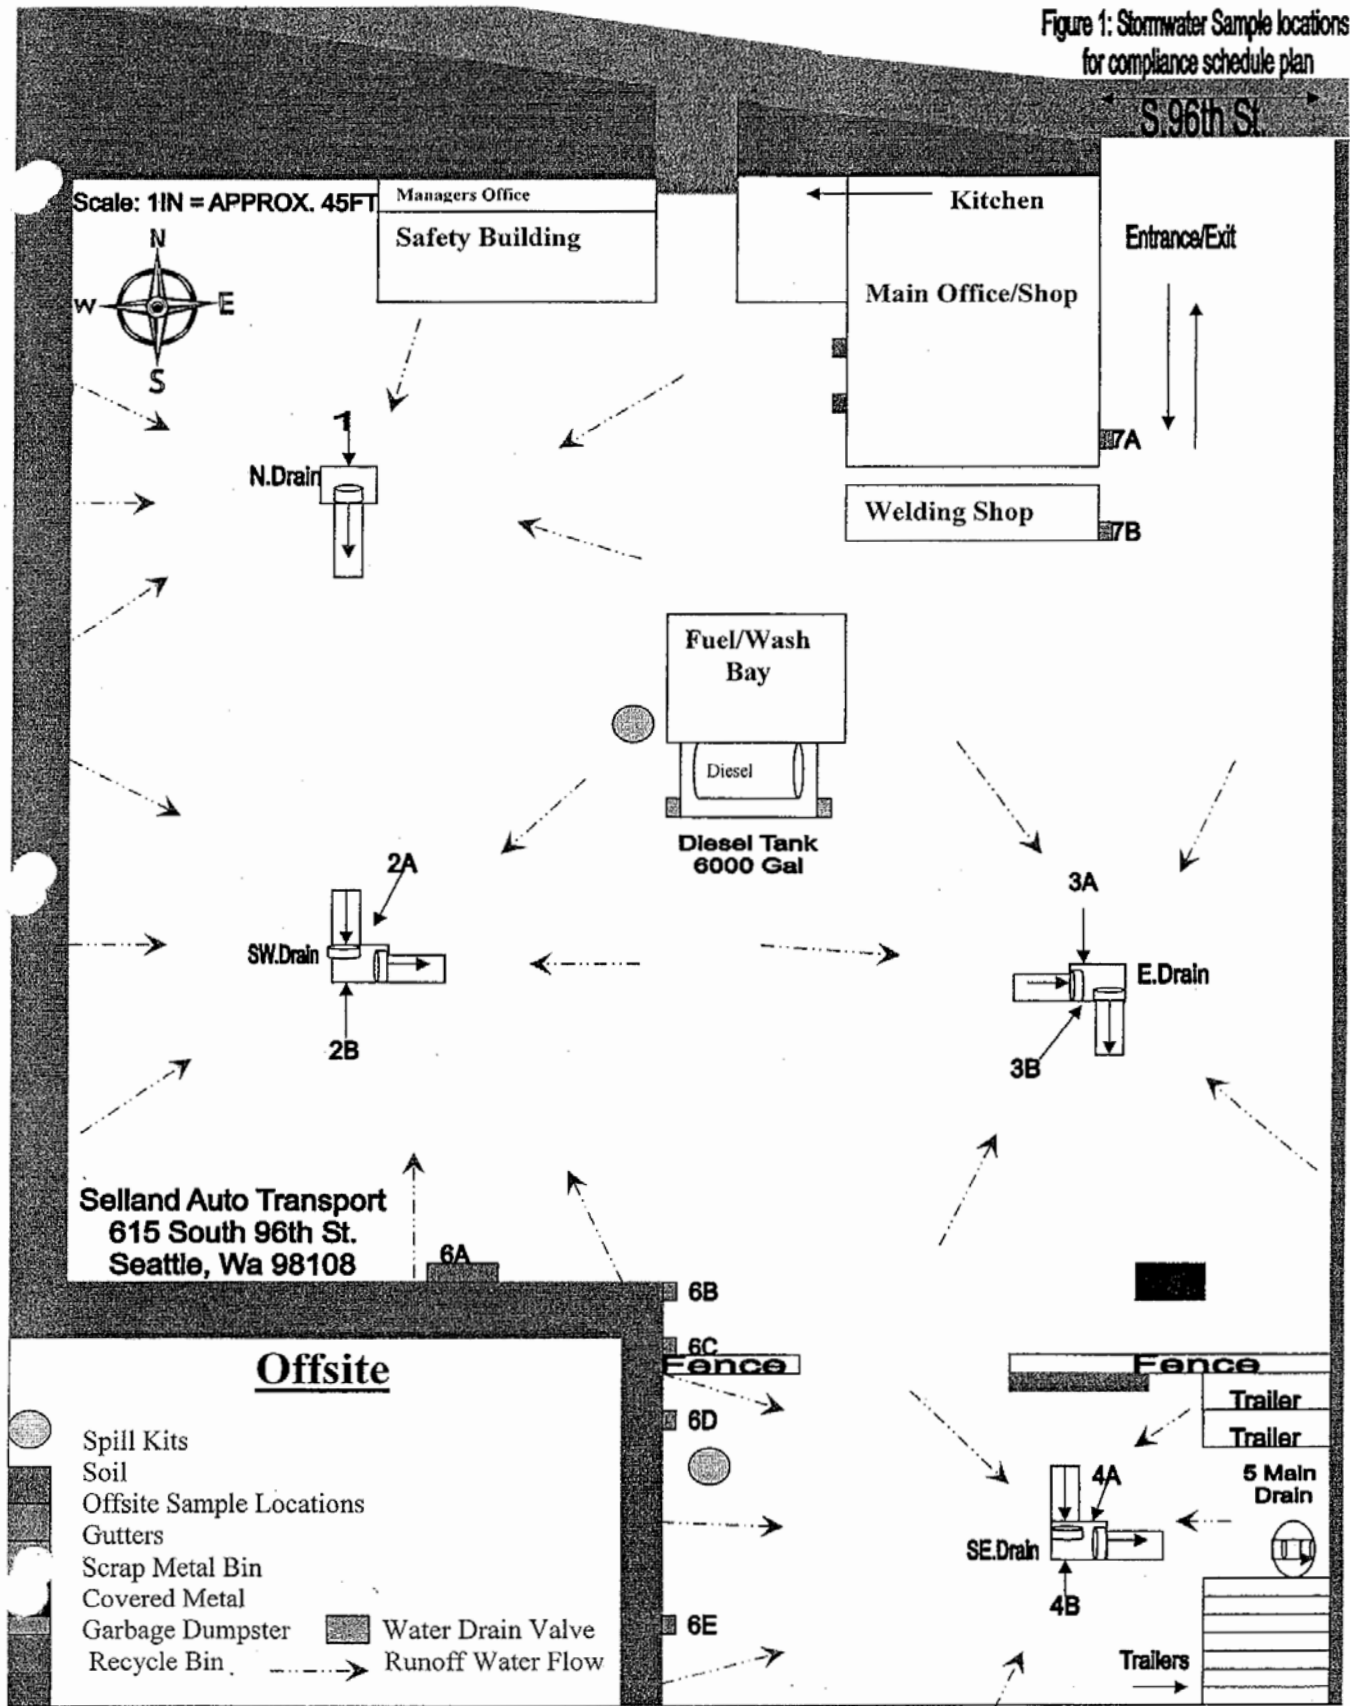 Figure 1: Stormwater Sample locations
for compliance schedule plan
S.96th St.
Scale: 1IN = APPROX. 45FT
Managers Office
Safety Building
Kitchen
Main Office/Shop
Entrance/Exit
N
W
E
S
1
N.Drain
7A
Welding Shop
7B
Fuel/Wash
Bay
Diesel
Diesel Tank
6000 Gal
2A
SW.Drain
2B
3A
E.Drain
3B
Selland Auto Transport
615 South 96th St.
Seattle, Wa 98108
6A
6B
6C
Fence
Fence
6D
6E
Trailer
Trailer
5 Main
Drain
4A
SE.Drain
4B
Trailers
Offsite
Spill Kits
Soil
Offsite Sample Locations
Gutters
Scrap Metal Bin
Covered Metal
Garbage Dumpster
Water Drain Valve
Recycle Bin
Runoff Water Flow